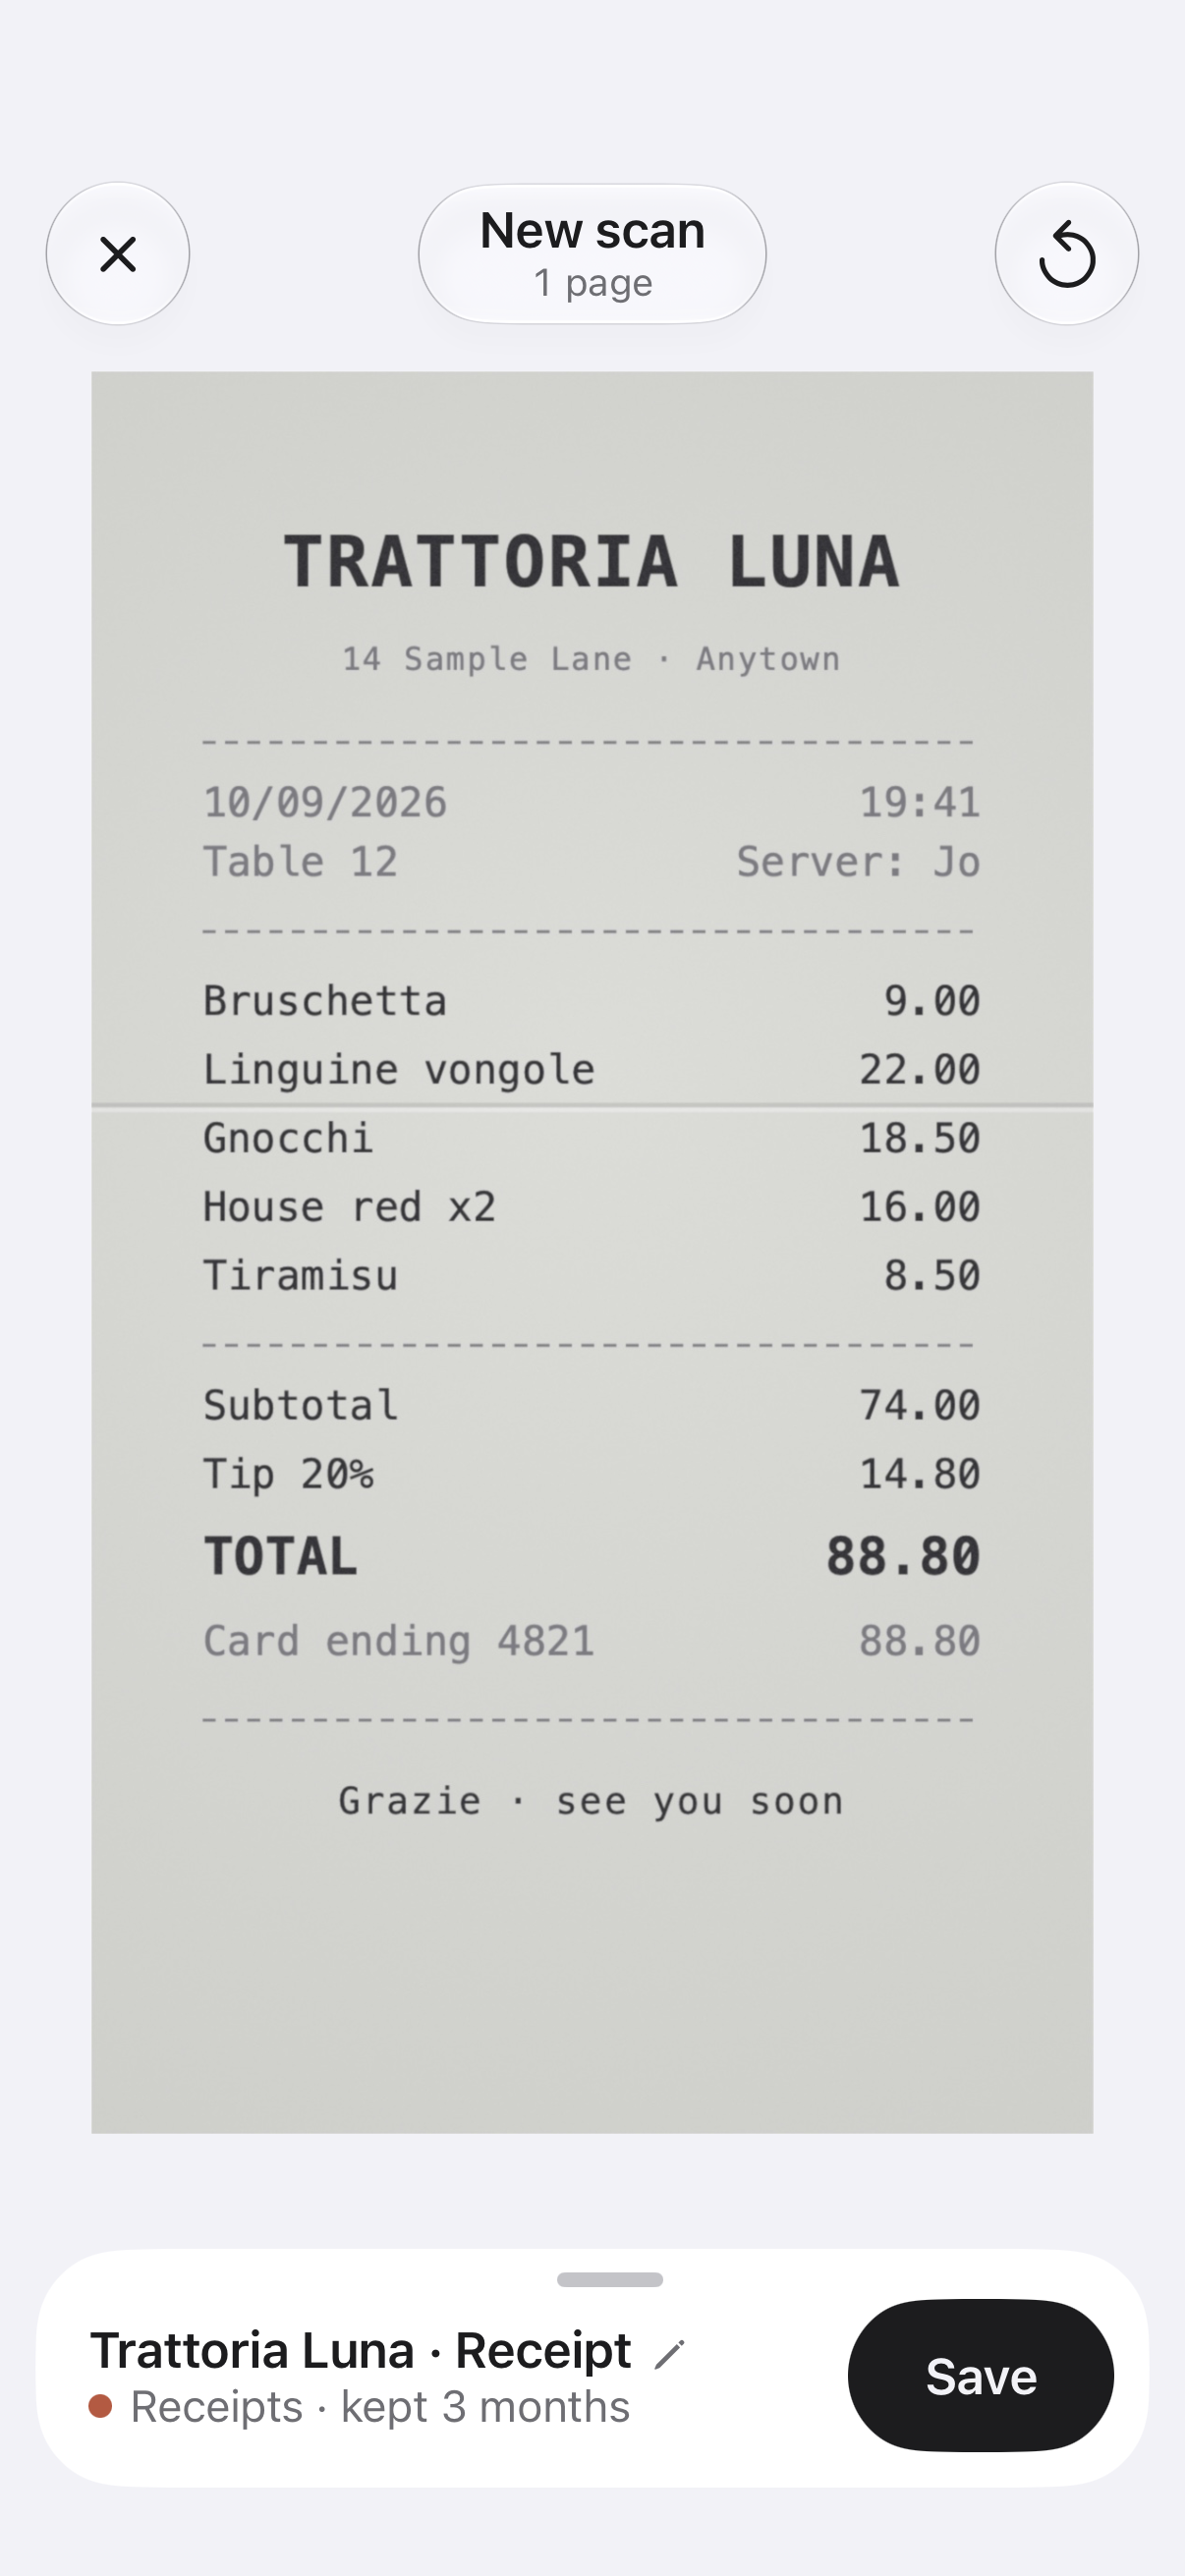 New scan
1 page
TRATTORIA LUNA
14 Sample Lane · Anytown
10/09/2026 19:41
Table 12 Server: Jo
Bruschetta 9.00
Linguine vongole 22.00
Gnocchi 18.50
House red x2 16.00
Tiramisu 8.50
Subtotal 74.00
Tip 20% 14.80
TOTAL 88.80
Card ending 4821 88.80
Grazie · see you soon
Trattoria Luna · Receipt
Receipts · kept 3 months
Save